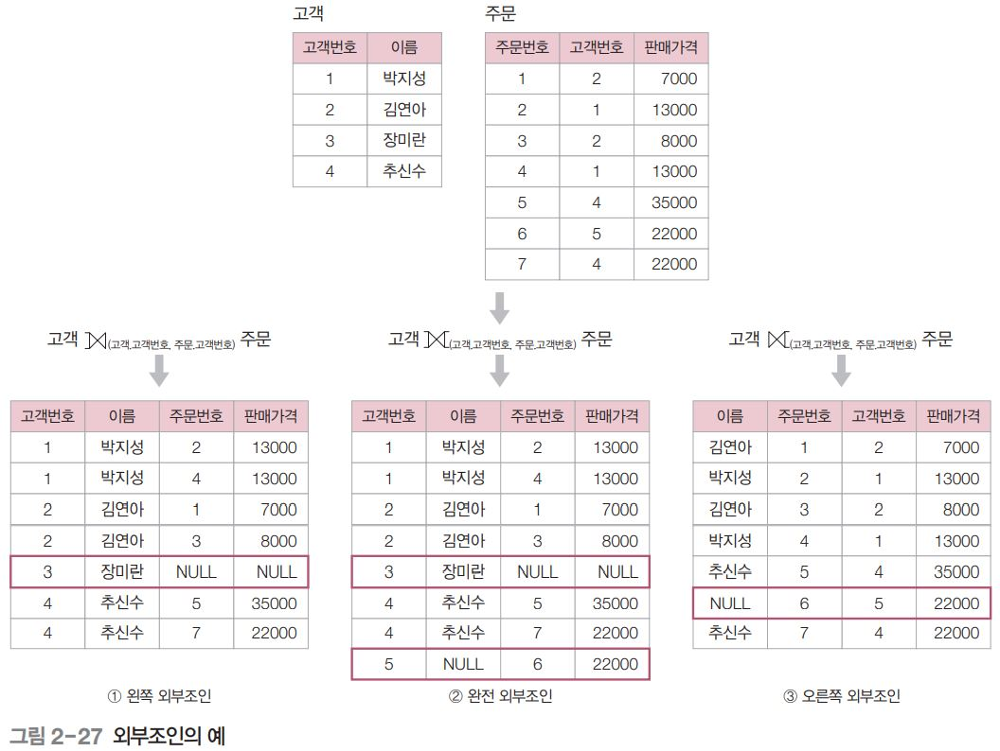 고객 주문
고객번호 이름
1 박지성
2 김연아
3 장미란
4 추신수
주문번호 고객번호 판매가격
1 2 7000
2 1 13000
3 2 8000
4 1 13000
5 4 35000
6 5 22000
7 4 22000
고객 ⟕(고객.고객번호, 주문.고객번호) 주문
고객 ⟗(고객.고객번호, 주문.고객번호) 주문
고객 ⟖(고객.고객번호, 주문.고객번호) 주문
고객번호 이름 주문번호 판매가격
1 박지성 2 13000
1 박지성 4 13000
2 김연아 1 7000
2 김연아 3 8000
3 장미란 NULL NULL
4 추신수 5 35000
4 추신수 7 22000
① 왼쪽 외부조인
고객번호 이름 주문번호 판매가격
1 박지성 2 13000
1 박지성 4 13000
2 김연아 1 7000
2 김연아 3 8000
3 장미란 NULL NULL
4 추신수 5 35000
4 추신수 7 22000
5 NULL 6 22000
② 완전 외부조인
이름 주문번호 고객번호 판매가격
김연아 1 2 7000
박지성 2 1 13000
김연아 3 2 8000
박지성 4 1 13000
추신수 5 4 35000
NULL 6 5 22000
추신수 7 4 22000
③ 오른쪽 외부조인
그림 2-27 외부조인의 예